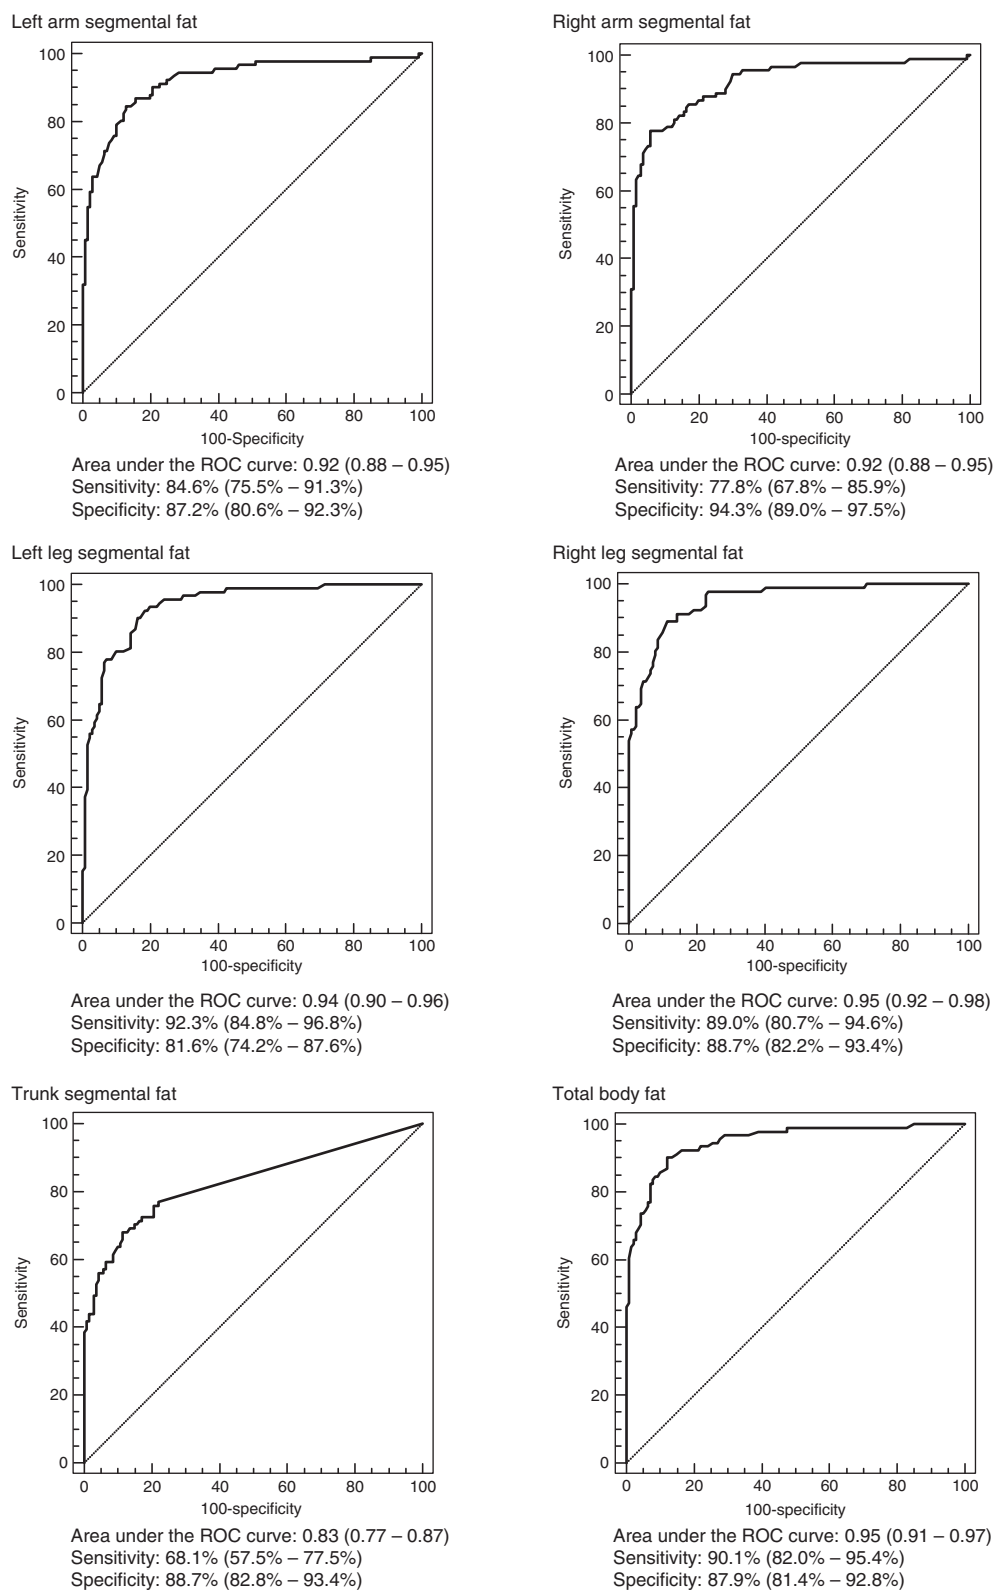 Left arm segmental fat
100
80
60
40
20
0
Sensitivity
0 20 40 60 80 100
100-Specificity
Area under the ROC curve: 0.92 (0.88 – 0.95)
Sensitivity: 84.6% (75.5% – 91.3%)
Specificity: 87.2% (80.6% – 92.3%)
Right arm segmental fat
100
80
60
40
20
0
Sensitivity
0 20 40 60 80 100
100-specificity
Area under the ROC curve: 0.92 (0.88 – 0.95)
Sensitivity: 77.8% (67.8% – 85.9%)
Specificity: 94.3% (89.0% – 97.5%)
Left leg segmental fat
100
80
60
40
20
0
Sensitivity
0 20 40 60 80 100
100-specificity
Area under the ROC curve: 0.94 (0.90 – 0.96)
Sensitivity: 92.3% (84.8% – 96.8%)
Specificity: 81.6% (74.2% – 87.6%)
Right leg segmental fat
100
80
60
40
20
0
Sensitivity
0 20 40 60 80 100
100-specificity
Area under the ROC curve: 0.95 (0.92 – 0.98)
Sensitivity: 89.0% (80.7% – 94.6%)
Specificity: 88.7% (82.2% – 93.4%)
Trunk segmental fat
100
80
60
40
20
0
Sensitivity
0 20 40 60 80 100
100-specificity
Area under the ROC curve: 0.83 (0.77 – 0.87)
Sensitivity: 68.1% (57.5% – 77.5%)
Specificity: 88.7% (82.8% – 93.4%)
Total body fat
100
80
60
40
20
0
Sensitivity
0 20 40 60 80 100
100-specificity
Area under the ROC curve: 0.95 (0.91 – 0.97)
Sensitivity: 90.1% (82.0% – 95.4%)
Specificity: 87.9% (81.4% – 92.8%)